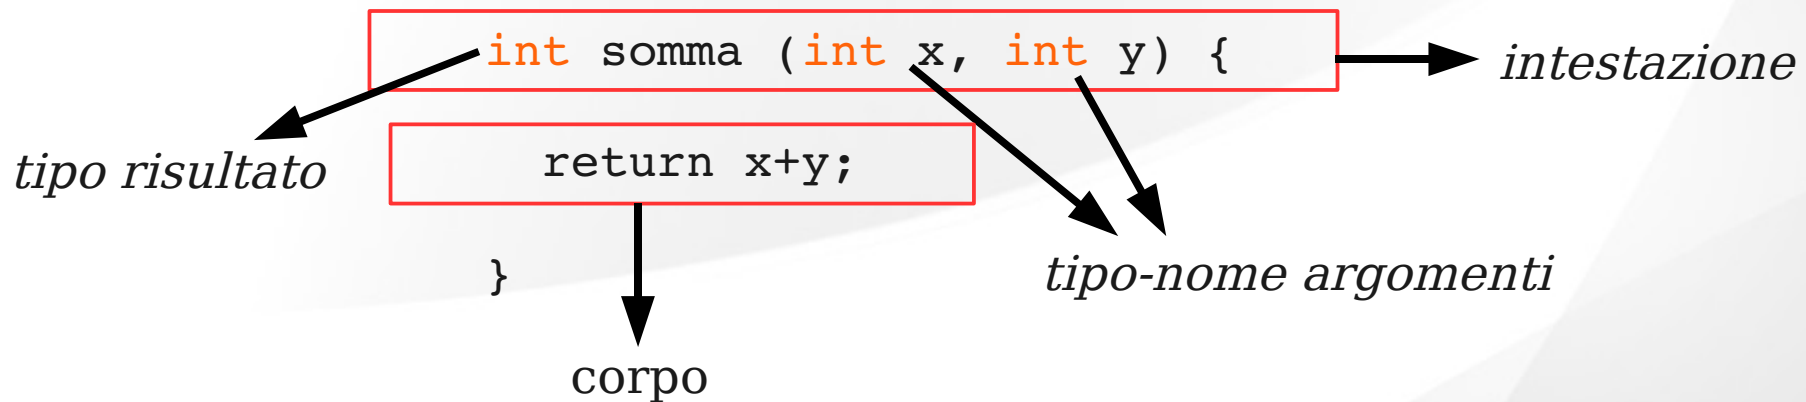 int somma (int x, int y) {
intestazione
tipo risultato
return x+y;
}
tipo-nome argomenti
corpo